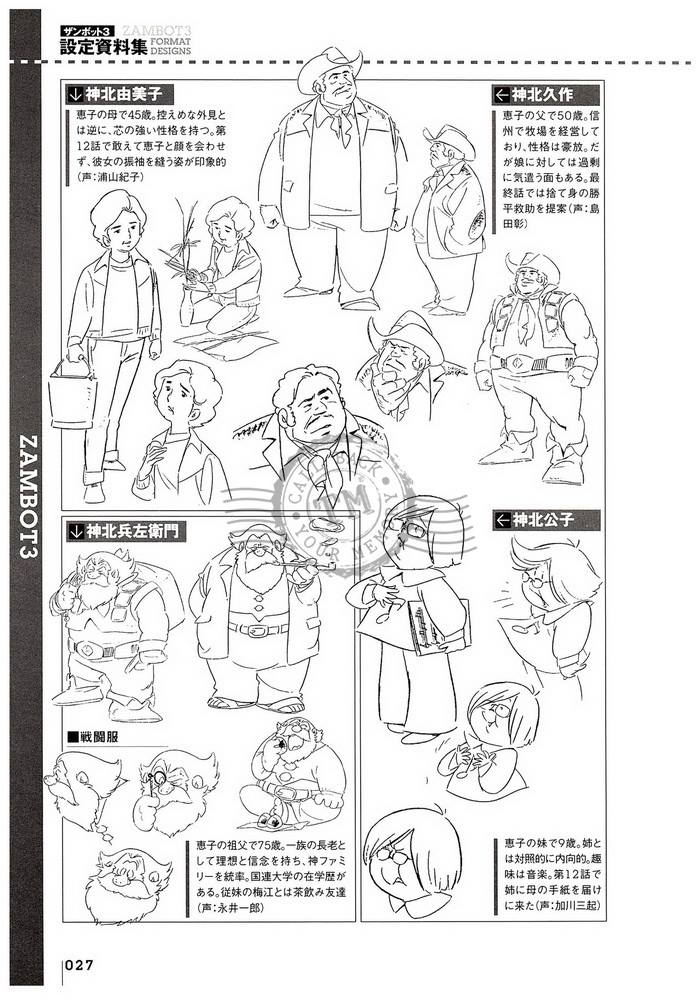 ザンボット3
設定資料集
ZAMBOT3
FORMAT
DESIGNS
↓神北由美子
恵子の母で45歳。控えめな外見と
は逆に、芯の強い性格を持つ。第
12話で敢えて恵子と顔を会わせ
ず、彼女の振袖を縫う姿が印象的
(声:浦山紀子)
←神北久作
恵子の父で50歳。信
州で牧場を経営して
おり、性格は豪放。だ
が娘に対しては過剰
に気遣う面もある。最
終話では捨て身の勝
平救助を提案(声:島
田彰)
ZAMBOT3
↓神北兵左衛門
■戦闘服
恵子の祖父で75歳。一族の長老と
して理想と信念を持ち、神ファミ
リーを統率。国連大学の在学歴が
ある。従妹の梅江とは茶飲み友達
(声:永井一郎)
←神北公子
恵子の妹で9歳。姉と
は対照的に内向的。趣
味は音楽。第12話で
姉に母の手紙を届け
に来た(声:加川三起)
CALL BACK
TM
YOUR MEN
027